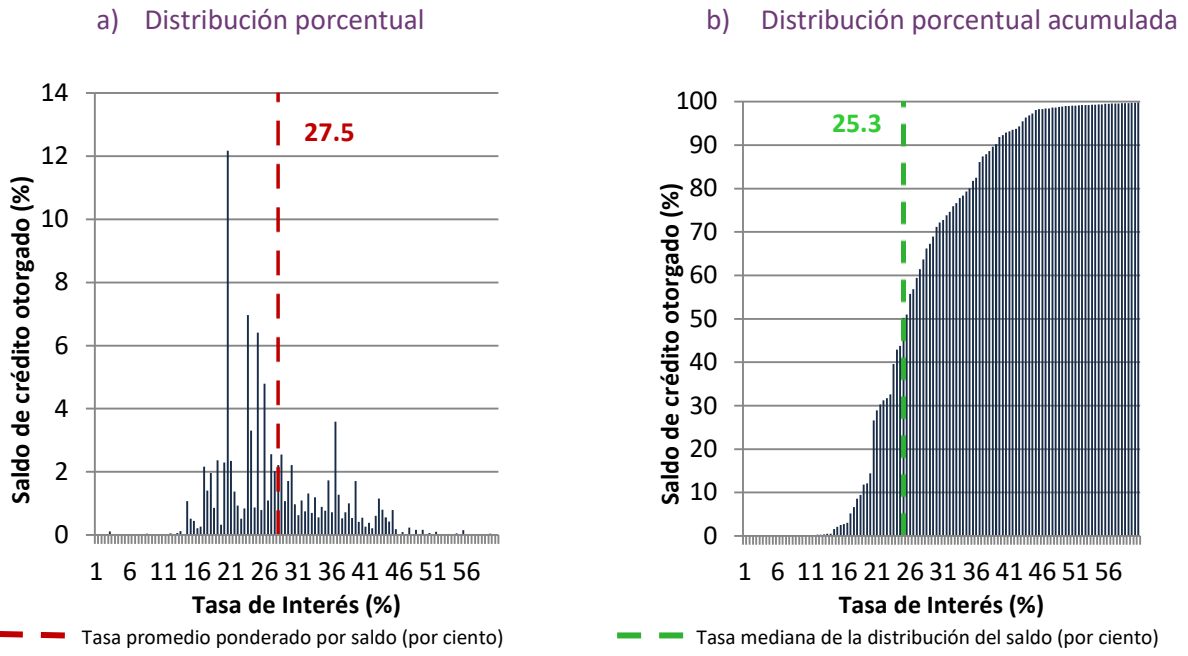 a) Distribución porcentual
14
12
10
8
6
4
2
0
27.5
Saldo de crédito otorgado (%)
1 6 11 16 21 26 31 36 41 46 51 56
Tasa de Interés (%)
Tasa promedio ponderado por saldo (por ciento)
b) Distribución porcentual acumulada
100
90
80
70
60
50
40
30
20
10
0
25.3
Saldo de crédito otorgado (%)
1 6 11 16 21 26 31 36 41 46 51 56
Tasa de Interés (%)
Tasa mediana de la distribución del saldo (por ciento)